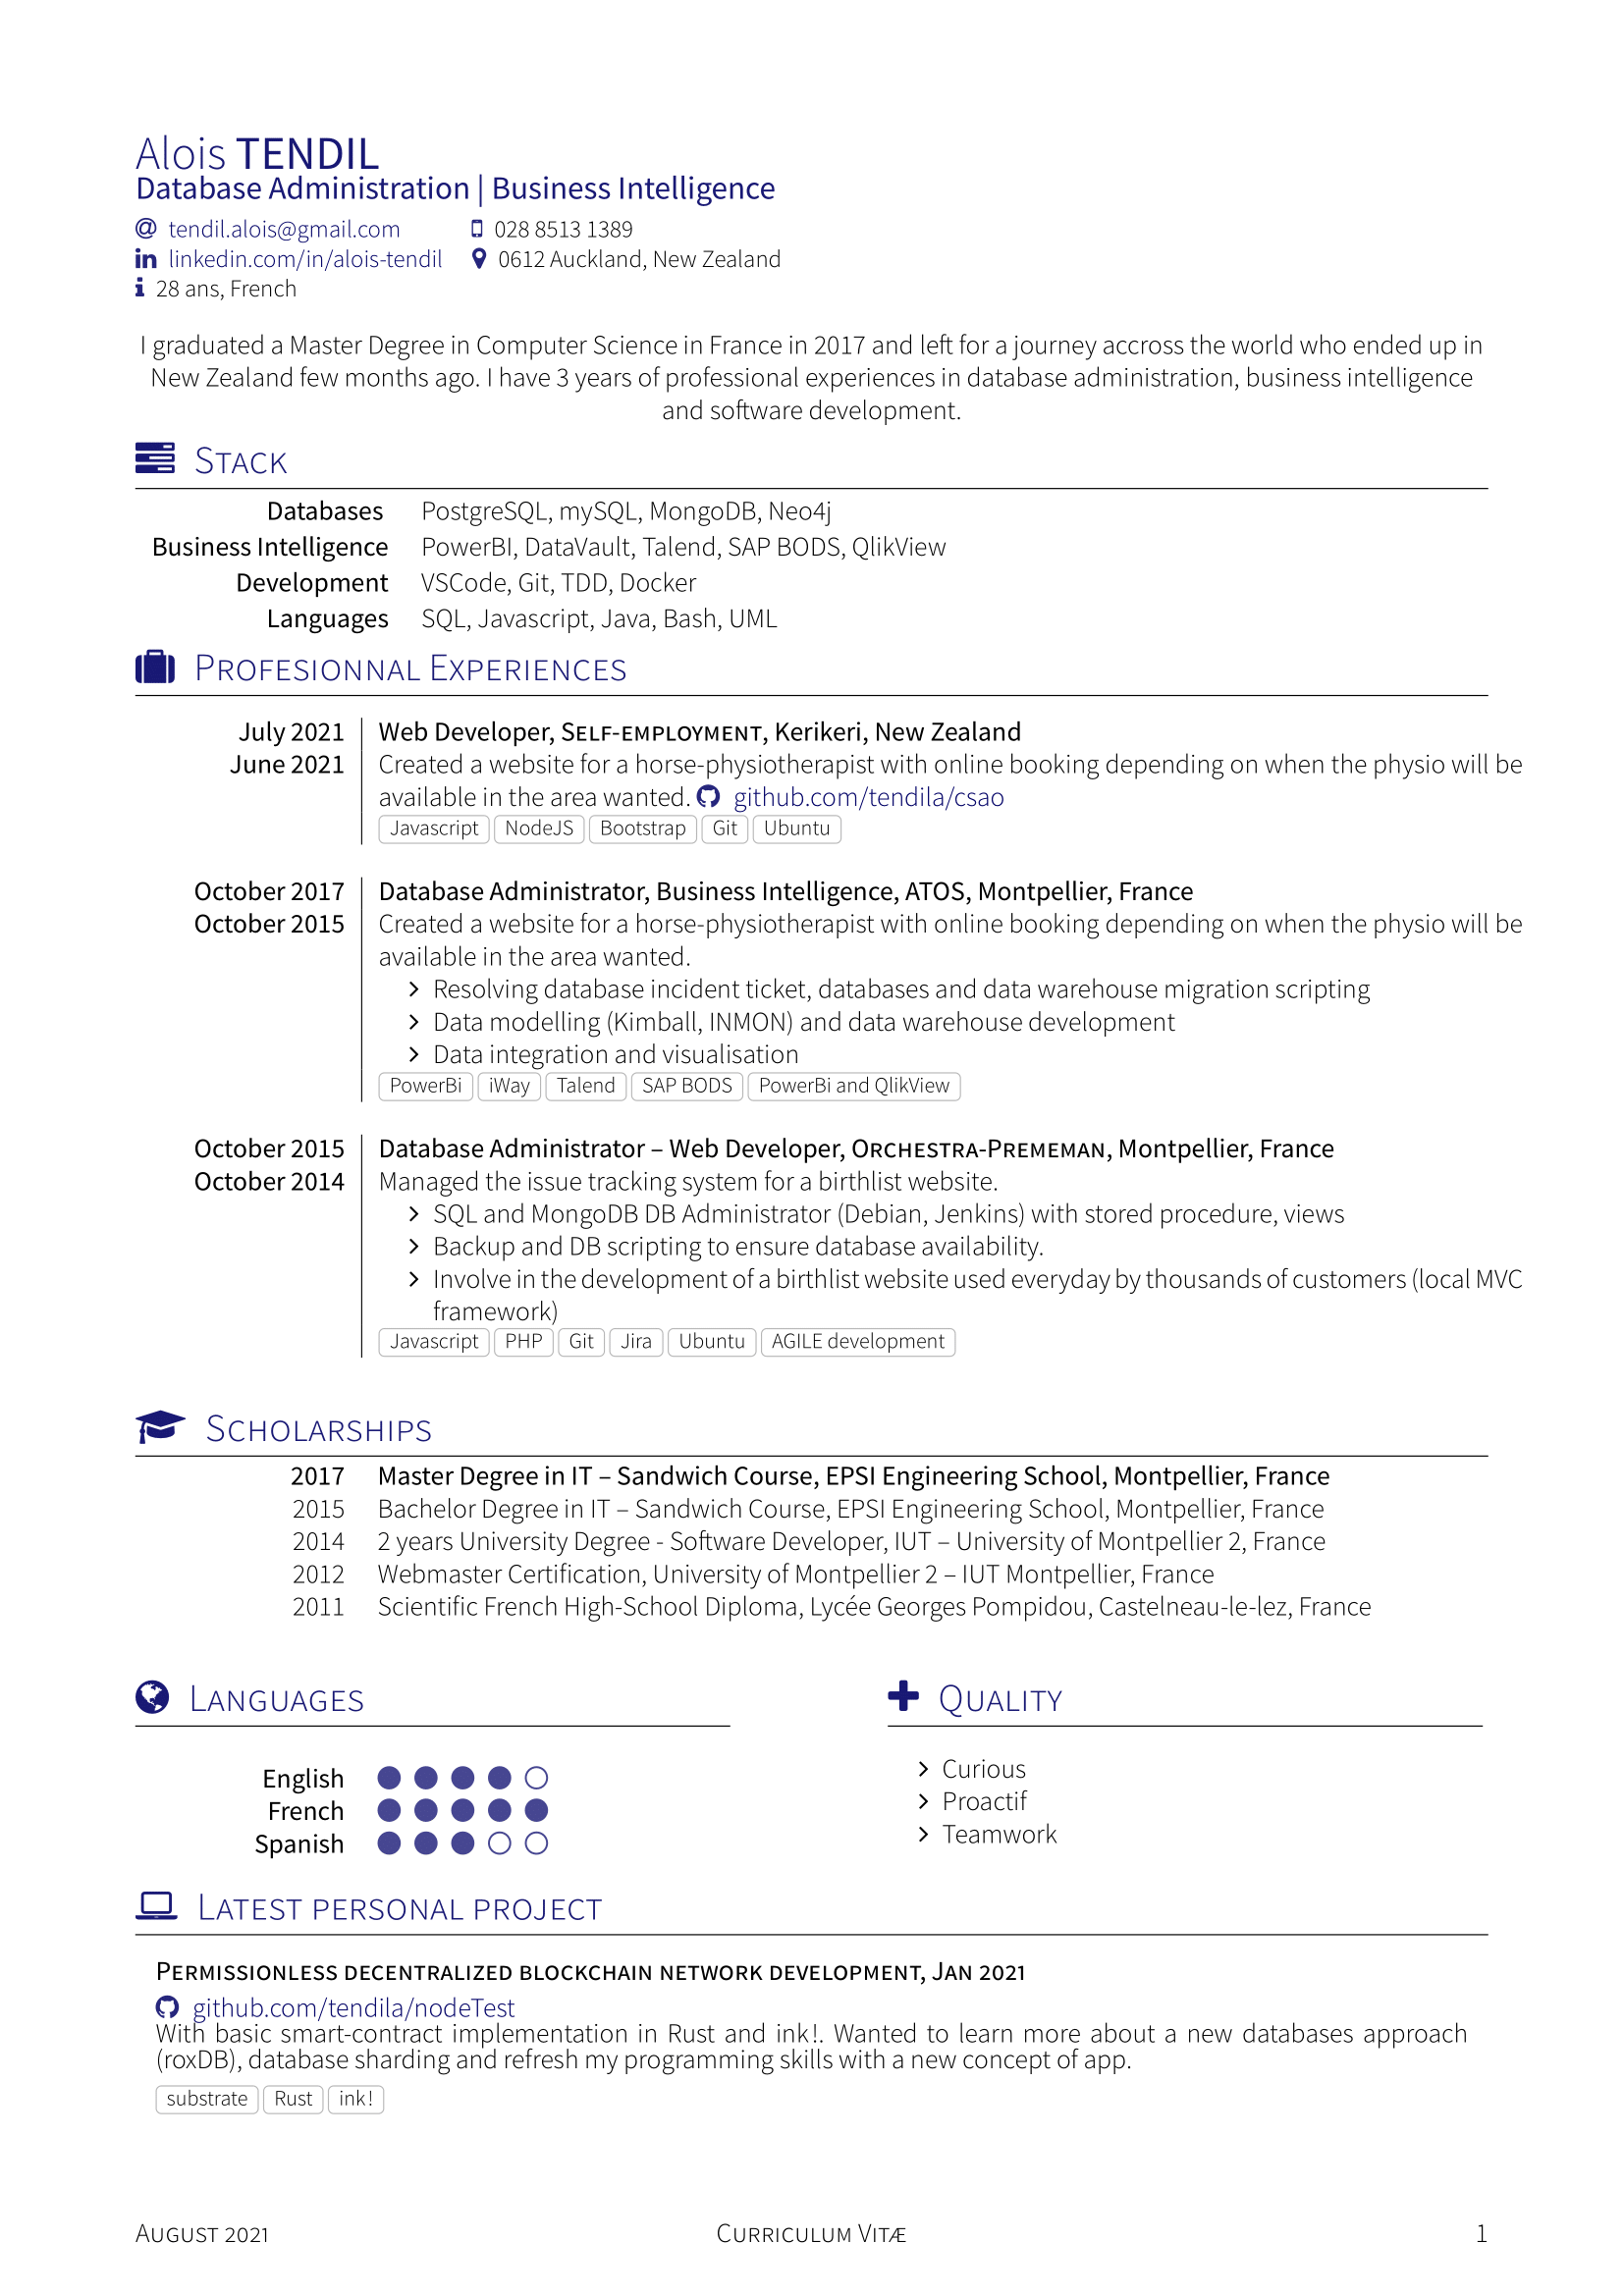 Alois TENDIL
Database Administration | Business Intelligence
@ tendil.alois@gmail.com 028 8513 1389
in linkedin.com/in/alois-tendil 0612 Auckland, New Zealand
i 28 ans, French
I graduated a Master Degree in Computer Science in France in 2017 and left for a journey accross the world who ended up in
New Zealand few months ago. I have 3 years of professional experiences in database administration, business intelligence
and software development.
STACK
Databases PostgreSQL, mySQL, MongoDB, Neo4j
Business Intelligence PowerBI, DataVault, Talend, SAP BODS, QlikView
Development VSCode, Git, TDD, Docker
Languages SQL, Javascript, Java, Bash, UML
PROFESIONNAL EXPERIENCES
July 2021 Web Developer, SELF-EMPLOYMENT, Kerikeri, New Zealand
June 2021 Created a website for a horse-physiotherapist with online booking depending on when the physio will be
available in the area wanted. github.com/tendila/csao
Javascript NodeJS Bootstrap Git Ubuntu
October 2017 Database Administrator, Business Intelligence, ATOS, Montpellier, France
October 2015 Created a website for a horse-physiotherapist with online booking depending on when the physio will be
available in the area wanted.
Resolving database incident ticket, databases and data warehouse migration scripting
Data modelling (Kimball, INMON) and data warehouse development
Data integration and visualisation
PowerBi iWay Talend SAP BODS PowerBi and QlikView
October 2015 Database Administrator – Web Developer, ORCHESTRA-PREMEMAN, Montpellier, France
October 2014 Managed the issue tracking system for a birthlist website.
SQL and MongoDB DB Administrator (Debian, Jenkins) with stored procedure, views
Backup and DB scripting to ensure database availability.
Involve in the development of a birthlist website used everyday by thousands of customers (local MVC
framework)
Javascript PHP Git Jira Ubuntu AGILE development
SCHOLARSHIPS
2017 Master Degree in IT – Sandwich Course, EPSI Engineering School, Montpellier, France
2015 Bachelor Degree in IT – Sandwich Course, EPSI Engineering School, Montpellier, France
2014 2 years University Degree - Software Developer, IUT – University of Montpellier 2, France
2012 Webmaster Certification, University of Montpellier 2 – IUT Montpellier, France
2011 Scientific French High-School Diploma, Lycée Georges Pompidou, Castelneau-le-lez, France
LANGUAGES
English
French
Spanish
QUALITY
Curious
Proactif
Teamwork
LATEST PERSONAL PROJECT
PERMISSIONLESS DECENTRALIZED BLOCKCHAIN NETWORK DEVELOPMENT, JAN 2021
github.com/tendila/nodeTest
With basic smart-contract implementation in Rust and ink!. Wanted to learn more about a new databases approach
(roxDB), database sharding and refresh my programming skills with a new concept of app.
substrate Rust ink!
AUGUST 2021 CURRICULUM VITÆ 1